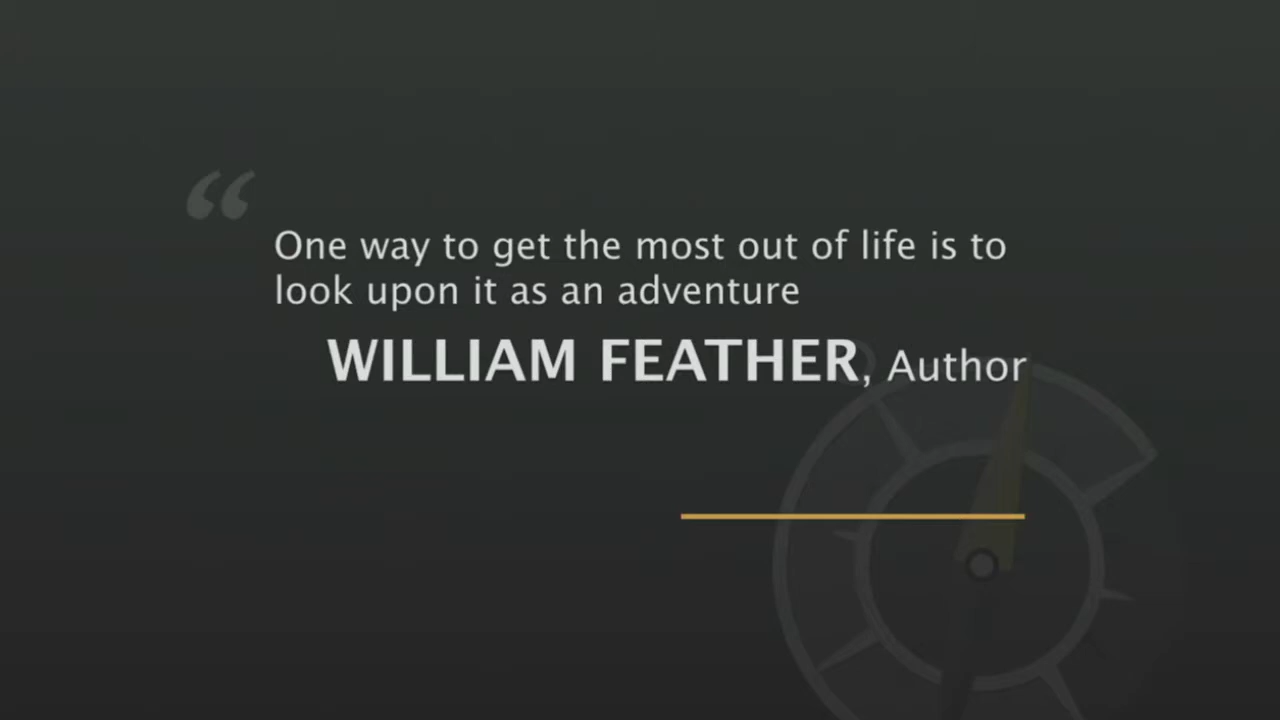 “
One way to get the most out of life is to
look upon it as an adventure
WILLIAM FEATHER, Author